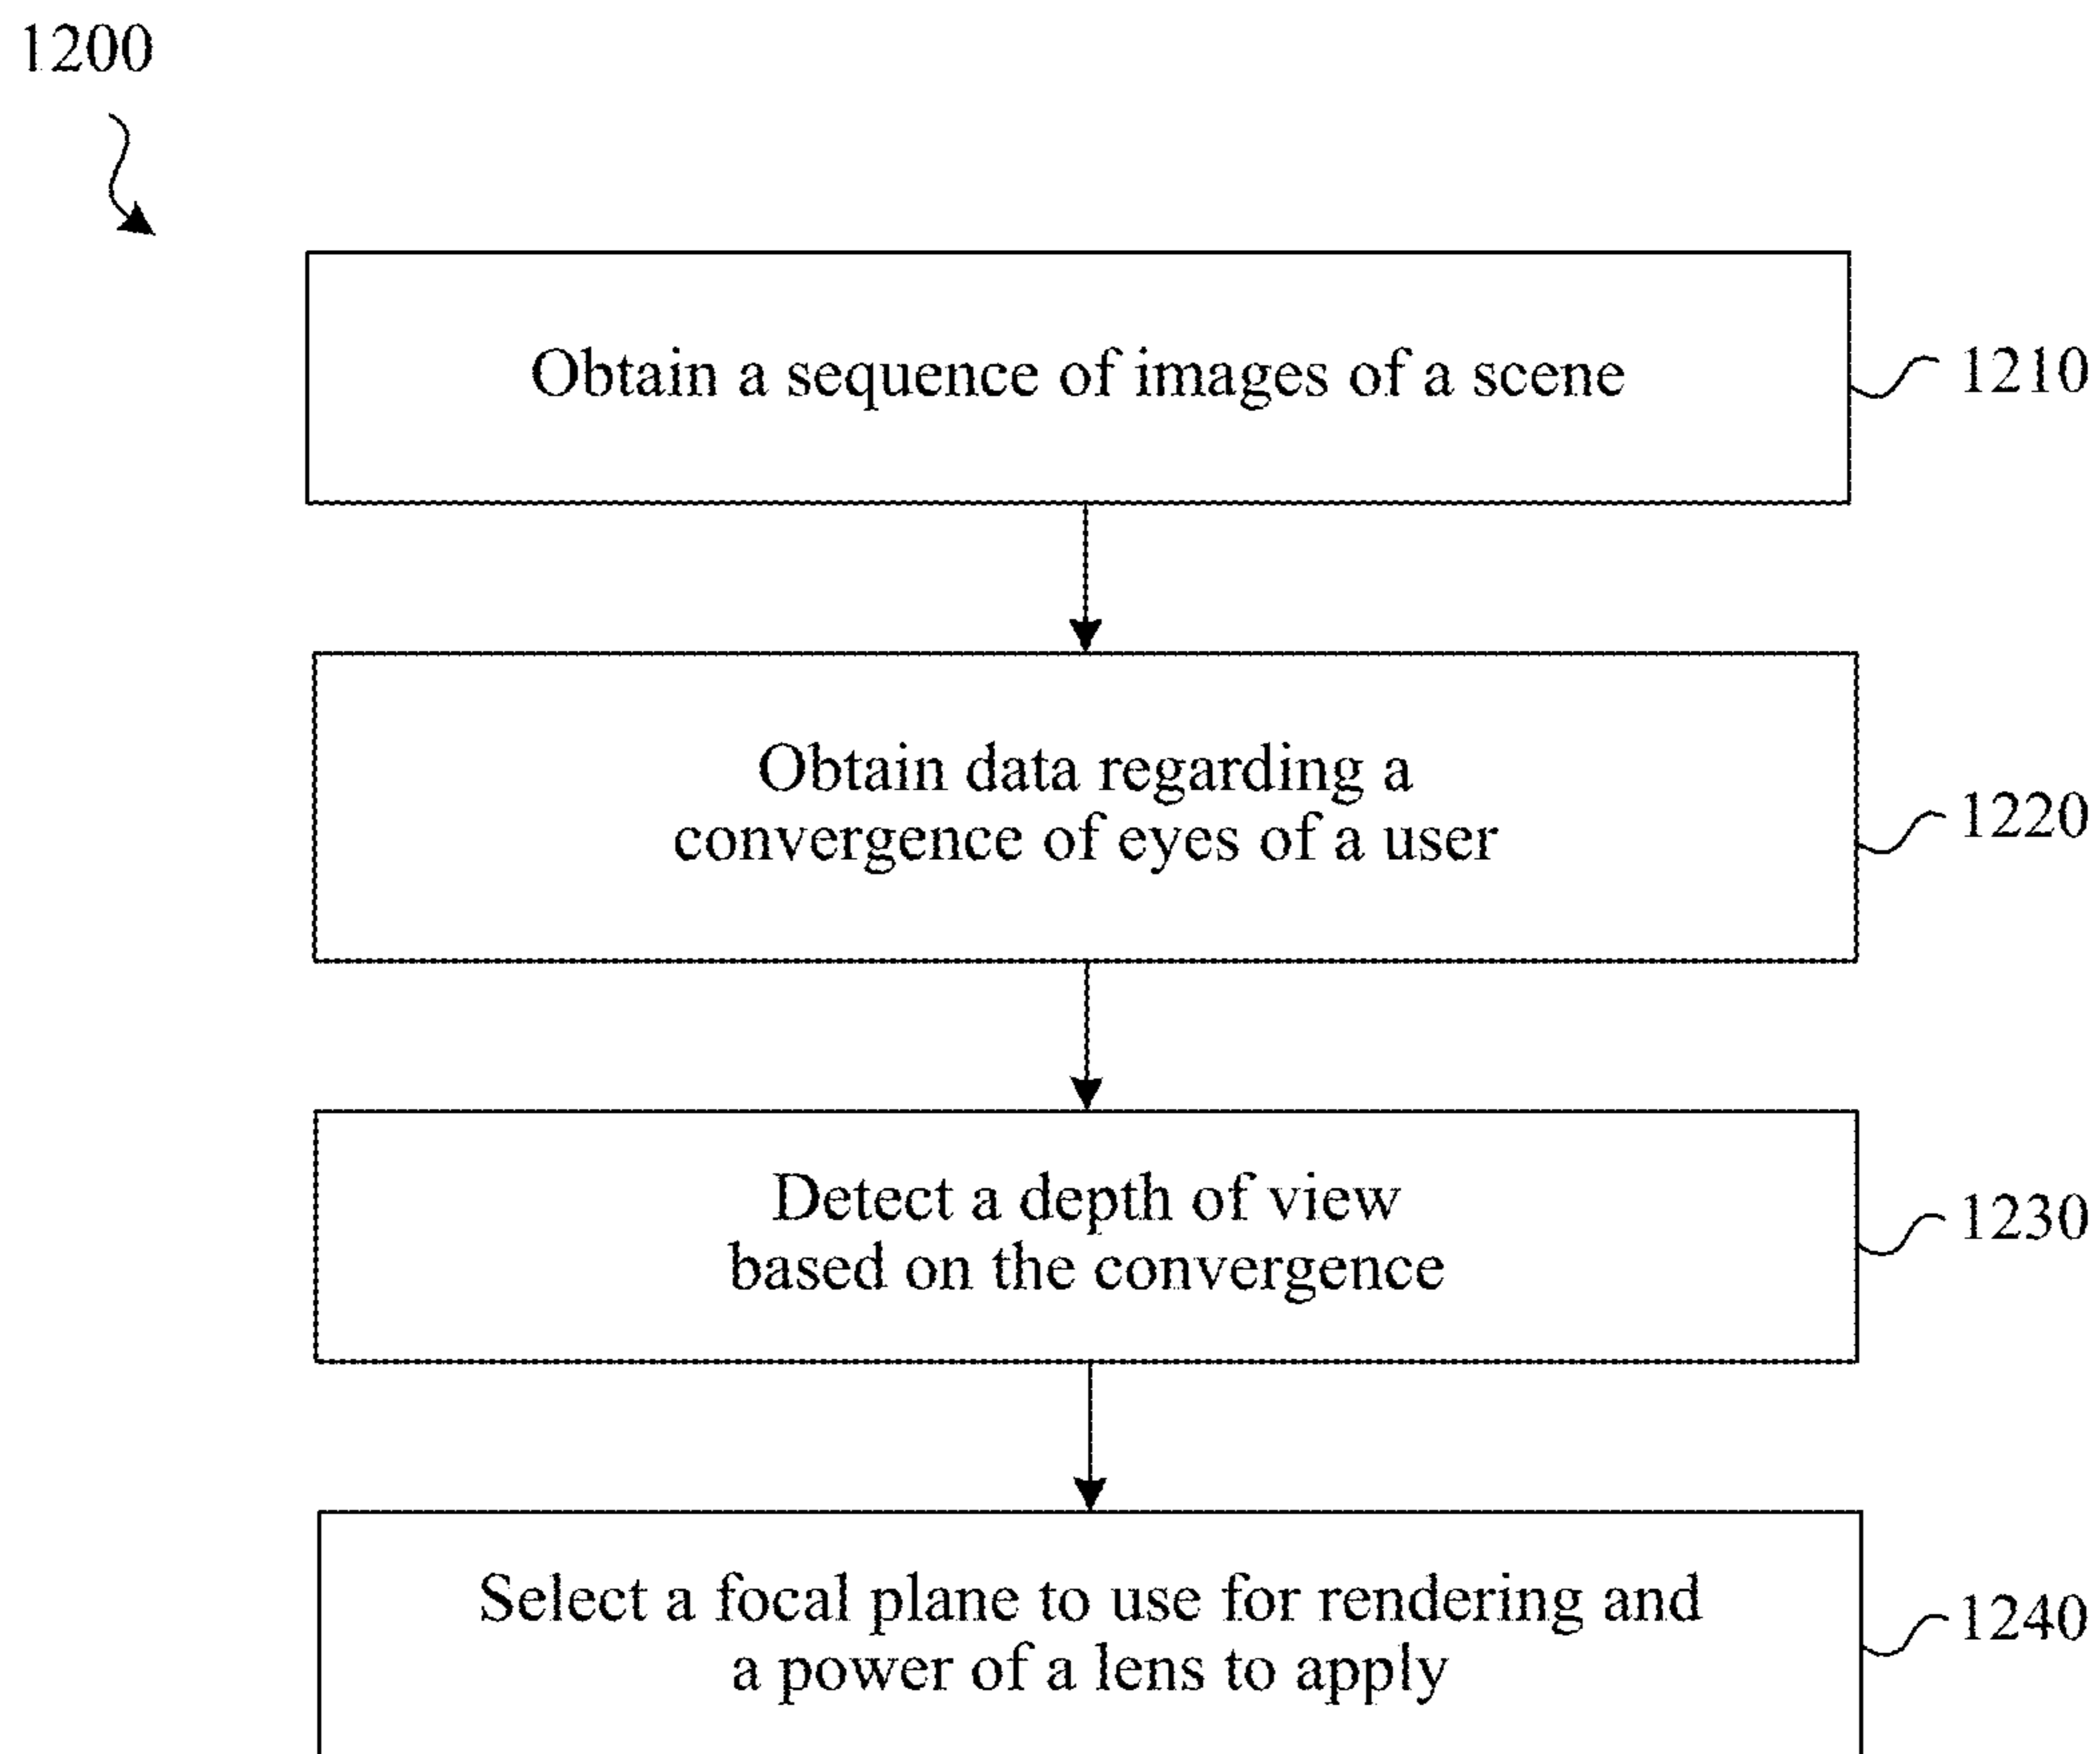 1200
Obtain a sequence of images of a scene
1210
Obtain data regarding a
convergence of eyes of a user
1220
Detect a depth of view
based on the convergence
1230
Select a focal plane to use for rendering and
a power of a lens to apply
1240